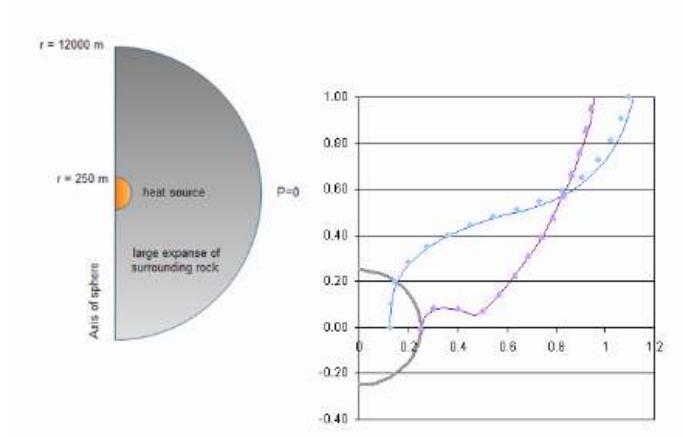 r = 12000 m
r = 250 m
heat source
P=0
large expanse of
surrounding rock
Axis of sphere
1.00
0.80
0.60
0.40
0.20
0.00
-0.20
-0.40
0
0.2
0.4
0.6
0.8
1
1.2